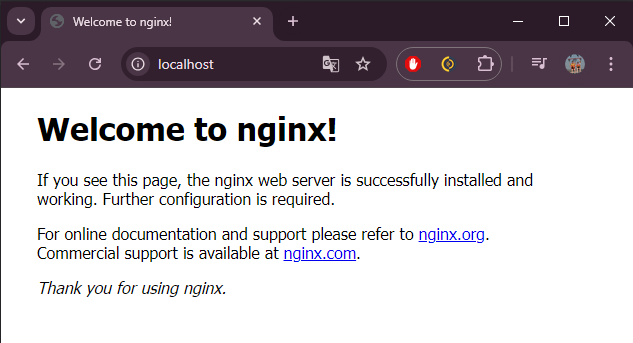 Welcome to nginx!
localhost
Welcome to nginx!
If you see this page, the nginx web server is successfully installed and
working. Further configuration is required.
For online documentation and support please refer to nginx.org.
Commercial support is available at nginx.com.
Thank you for using nginx.